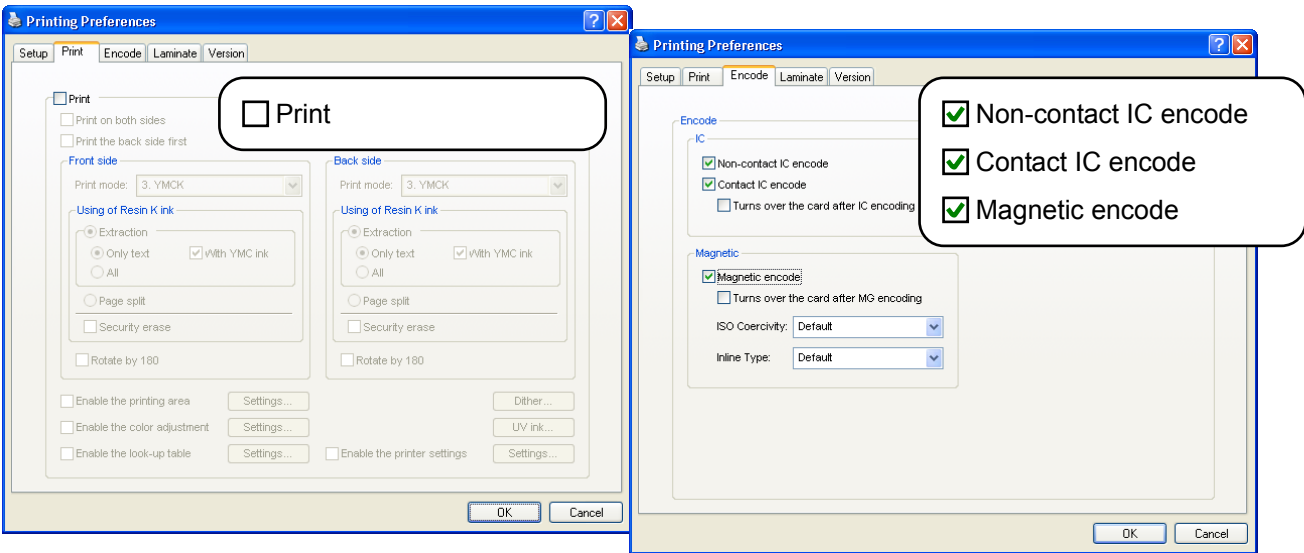 Printing Preferences
Setup Print Encode Laminate Version
Print
Print
Print on both sides
Print the back side first
Front side
Print mode: 3. YMCK
Using of Resin K ink
Extraction
Only text With YMC ink
All
Page split
Security erase
Rotate by 180
Back side
Print mode: 3. YMCK
Using of Resin K ink
Extraction
Only text With YMC ink
All
Page split
Security erase
Rotate by 180
Enable the printing area Settings... Dither...
Enable the color adjustment Settings... UV ink...
Enable the look-up table Settings... Enable the printer settings Settings...
OK Cancel
Printing Preferences
Setup Print Encode Laminate Version
Encode
IC
Non-contact IC encode
Contact IC encode
Turns over the card after IC encoding
Non-contact IC encode
Contact IC encode
Magnetic encode
Magnetic
Magnetic encode
Turns over the card after MG encoding
ISO Coercivity: Default
Inline Type: Default
OK Cancel